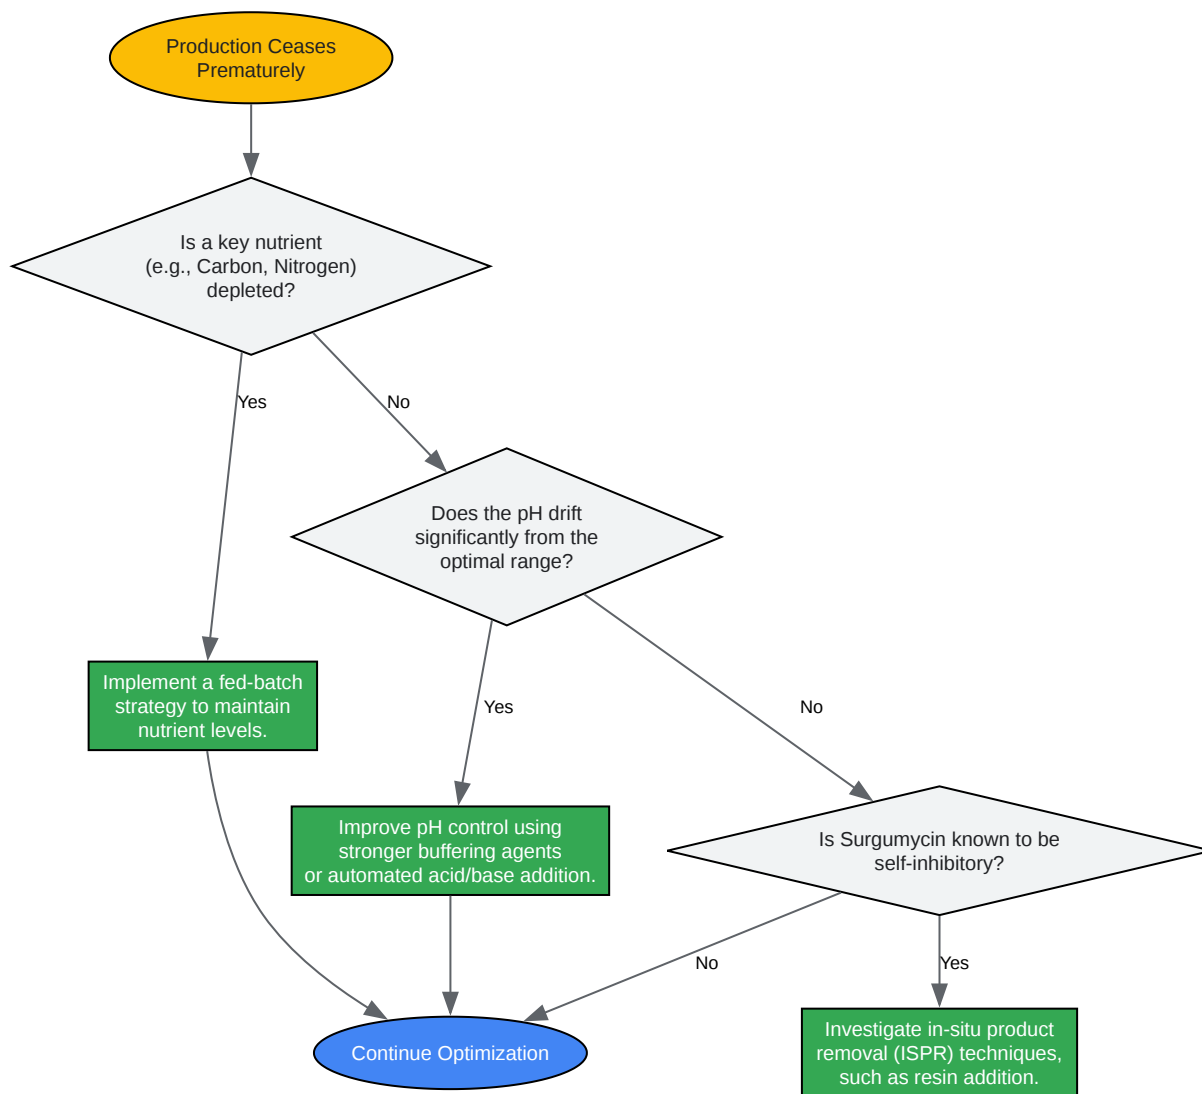 Production Ceases
Prematurely
Is a key nutrient
(e.g., Carbon, Nitrogen)
depleted?
Yes
No
Does the pH drift
significantly from the
optimal range?
Implement a fed-batch
strategy to maintain
nutrient levels.
Yes
No
Improve pH control using
stronger buffering agents
or automated acid/base addition.
Is Surgumycin known to be
self-inhibitory?
No
Yes
Continue Optimization
Investigate in-situ product
removal (ISPR) techniques,
such as resin addition.